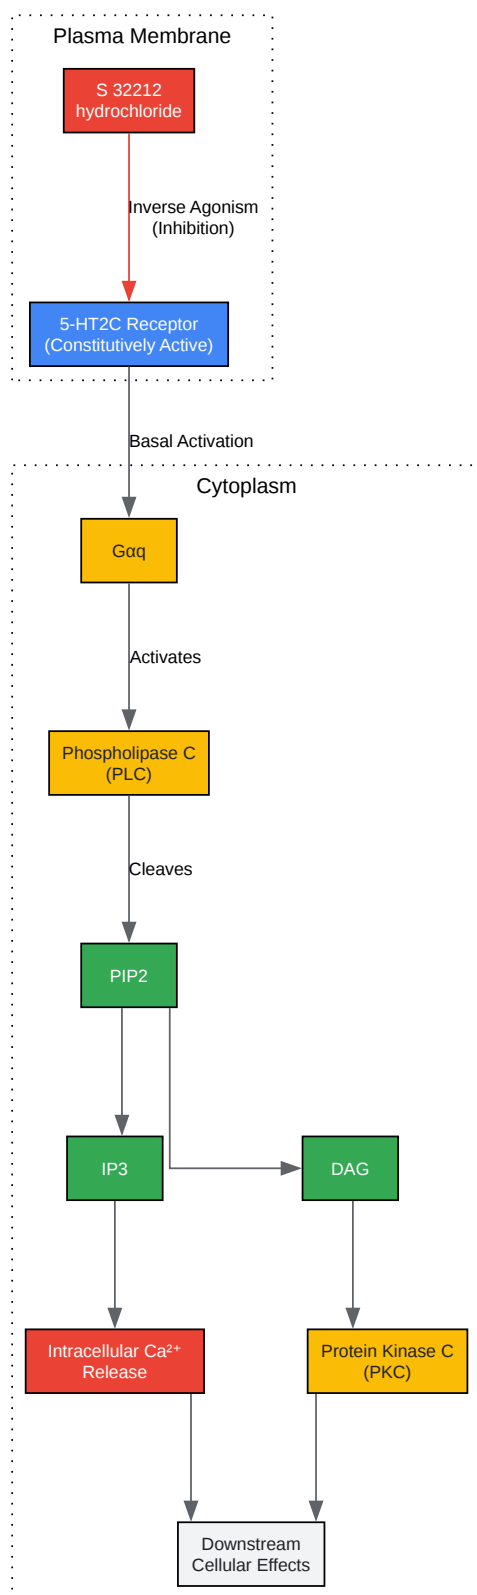 Plasma Membrane
S 32212
hydrochloride
Inverse Agonism
(Inhibition)
5-HT2C Receptor
(Constitutively Active)
Basal Activation
Cytoplasm
Gαq
Activates
Phospholipase C
(PLC)
Cleaves
PIP2
IP3
DAG
Intracellular Ca²⁺
Release
Protein Kinase C
(PKC)
Downstream
Cellular Effects